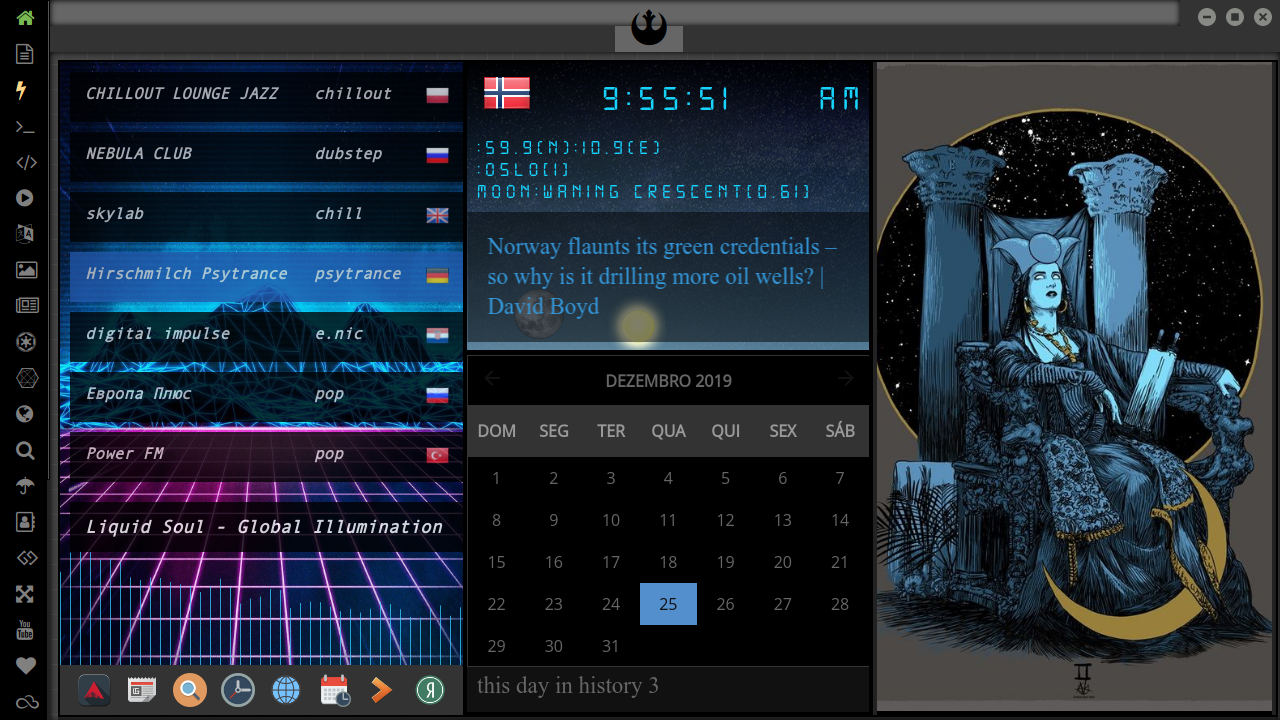 CHILLOUT LOUNGE JAZZ chillout
NEBULA CLUB dubstep
skylab chill
Hirschmilch Psytrance psytrance
digital impulse e.nic
Европа Плюс pop
Power FM pop
Liquid Soul - Global Illumination
9:55:51 AM
:59.9(N):10.9(E)
:OSLO(1)
MOON:WANING CRESCENT(0.61)
Norway flaunts its green credentials –
so why is it drilling more oil wells? |
David Boyd
DEZEMBRO 2019
DOM SEG TER QUA QUI SEX SÁB
1 2 3 4 5 6 7
8 9 10 11 12 13 14
15 16 17 18 19 20 21
22 23 24 25 26 27 28
29 30 31
this day in history 3
II
You
Tube
Я